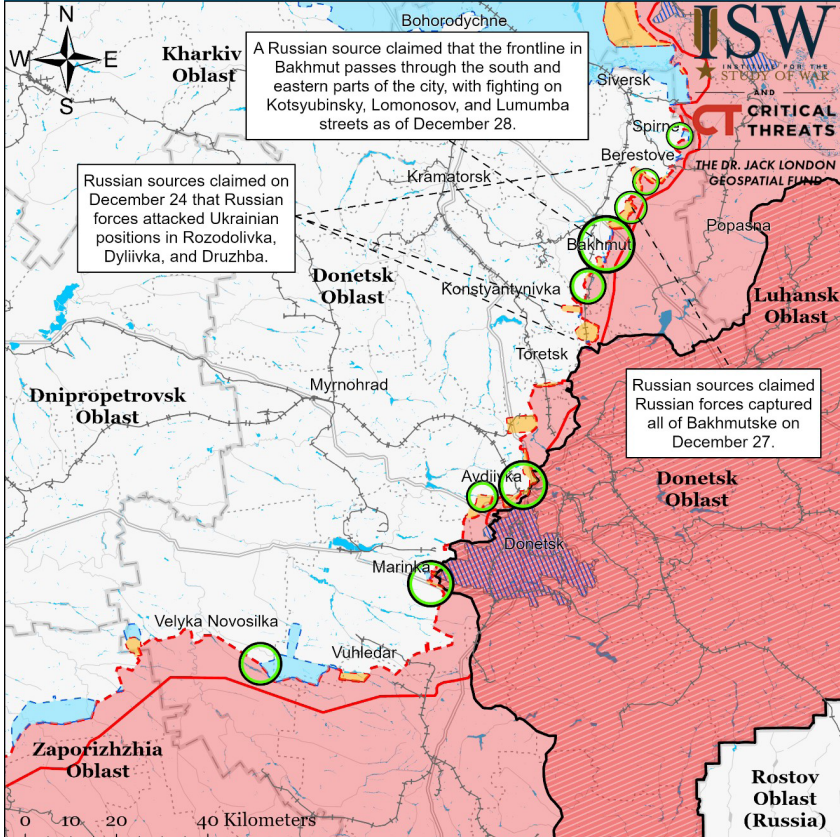 N
W
E
S
Bohorodychne
Kharkiv
Oblast
A Russian source claimed that the frontline in
Bakhmut passes through the south and
eastern parts of the city, with fighting on
Kotsyubinsky, Lomonosov, and Lumumba
streets as of December 28.
ISW
INSTITUTE FOR THE
STUDY OF WAR
AND
CT CRITICAL
THREATS
THE DR. JACK LONDON
GEOSPATIAL FUND
Siversk
Spirne
Berestove
Kramatorsk
Russian sources claimed on
December 24 that Russian
forces attacked Ukrainian
positions in Rozodolivka,
Dyliivka, and Druzhba.
Popasna
Bakhmut
Donetsk
Oblast
Konstyantynivka
Luhansk
Oblast
Toretsk
Myrnohrad
Dnipropetrovsk
Oblast
Russian sources claimed
Russian forces captured
all of Bakhmutske on
December 27.
Avdiivka
Donetsk
Oblast
Donetsk
Marinka
Velyka Novosilka
Vuhledar
Zaporizhzhia
Oblast
Rostov
Oblast
(Russia)
0 10 20 40 Kilometers